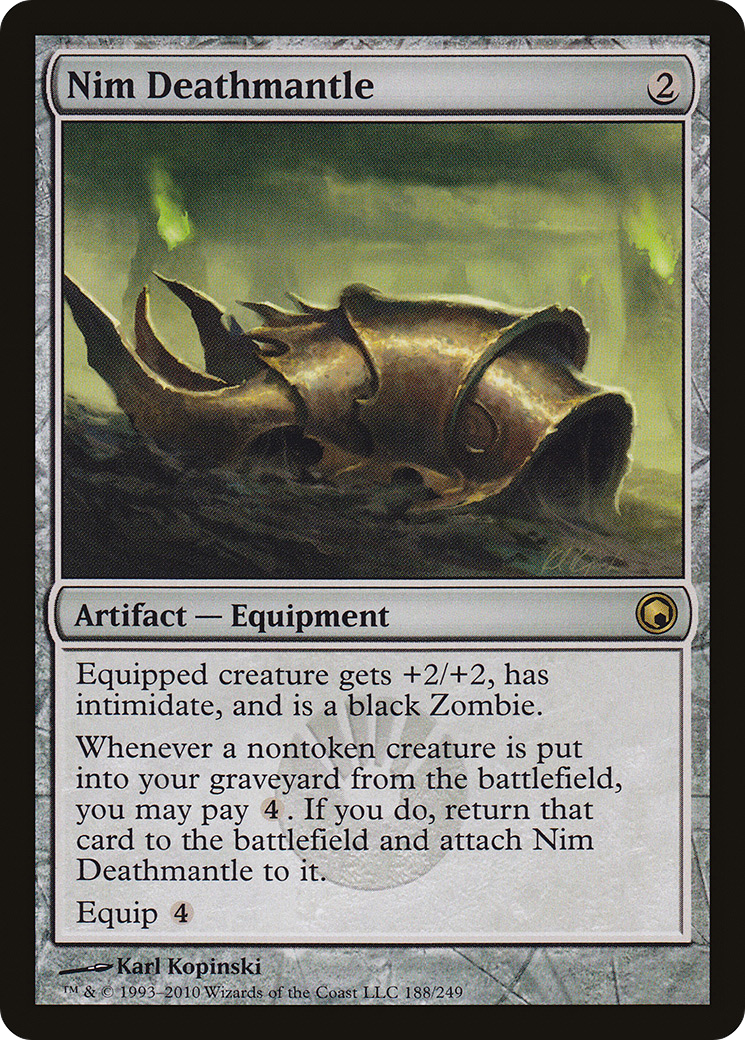 Nim Deathmantle 2
Artifact — Equipment
Equipped creature gets +2/+2, has
intimidate, and is a black Zombie.
Whenever a nontoken creature is put
into your graveyard from the battlefield,
you may pay 4. If you do, return that
card to the battlefield and attach Nim
Deathmantle to it.
Equip 4
Karl Kopinski
™ & © 1993–2010 Wizards of the Coast LLC 188/249